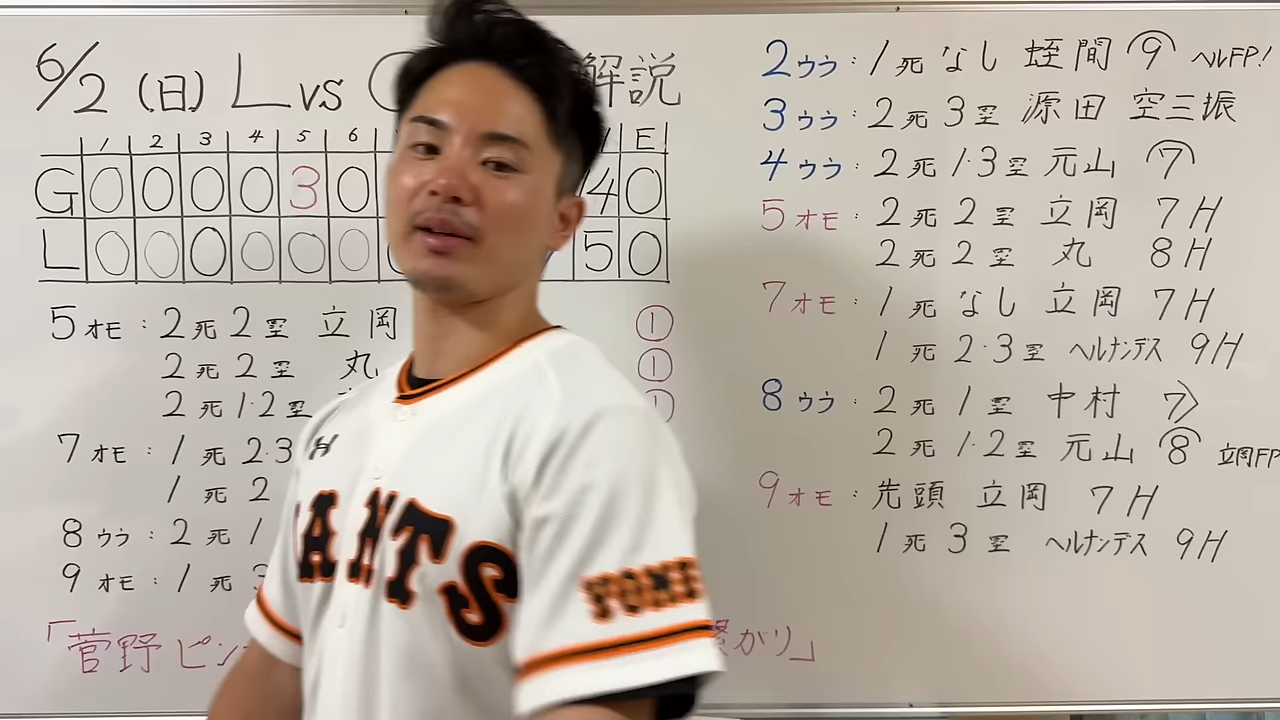 6/2 (日) L vs 解説
1 2 3 4 5 6 E
G 0 0 0 0 3 0 4 0
L 0 0 0 0 0 0 5 0
5オモ：2死2塁 立岡 ①
2死2塁 丸 ①
2死1·2塁
7オモ：1死2·3
1死2
8ウラ：2死1
9オモ：1死3
「菅野ピン 繋がり」
2ウラ：1死なし 蛭間 9 ヘルFP!
3ウラ：2死3塁 源田 空三振
4ウラ：2死1·3塁 元山 7
5オモ：2死2塁 立岡 7H
2死2塁 丸 8H
7オモ：1死なし 立岡 7H
1死2·3塁 ヘルナンデス 9H
8ウラ：2死1塁 中村 7>
2死1·2塁 元山 8 立岡FP
9オモ：先頭 立岡 7H
1死3塁 ヘルナンデス 9H
ANTS
YOMI